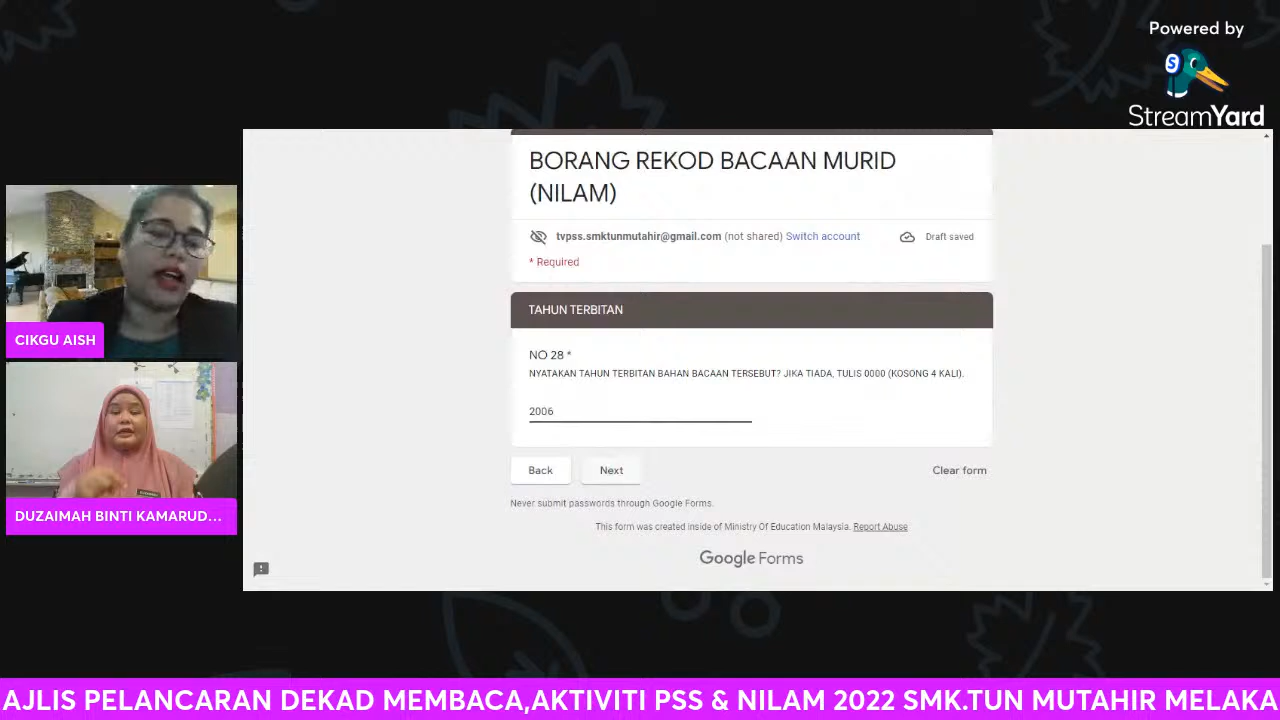 Powered by
StreamYard
BORANG REKOD BACAAN MURID
(NILAM)
tvpss.smktunmutahir@gmail.com (not shared) Switch account
Draft saved
* Required
TAHUN TERBITAN
NO 28 *
NYATAKAN TAHUN TERBITAN BAHAN BACAAN TERSEBUT? JIKA TIADA, TULIS 0000 (KOSONG 4 KALI).
2006
Back
Next
Clear form
Never submit passwords through Google Forms.
This form was created inside of Ministry Of Education Malaysia. Report Abuse
Google Forms
CIKGU AISH
DUZAIMAH BINTI KAMARUD...
AJLIS PELANCARAN DEKAD MEMBACA,AKTIVITI PSS & NILAM 2022 SMK.TUN MUTAHIR MELAKA